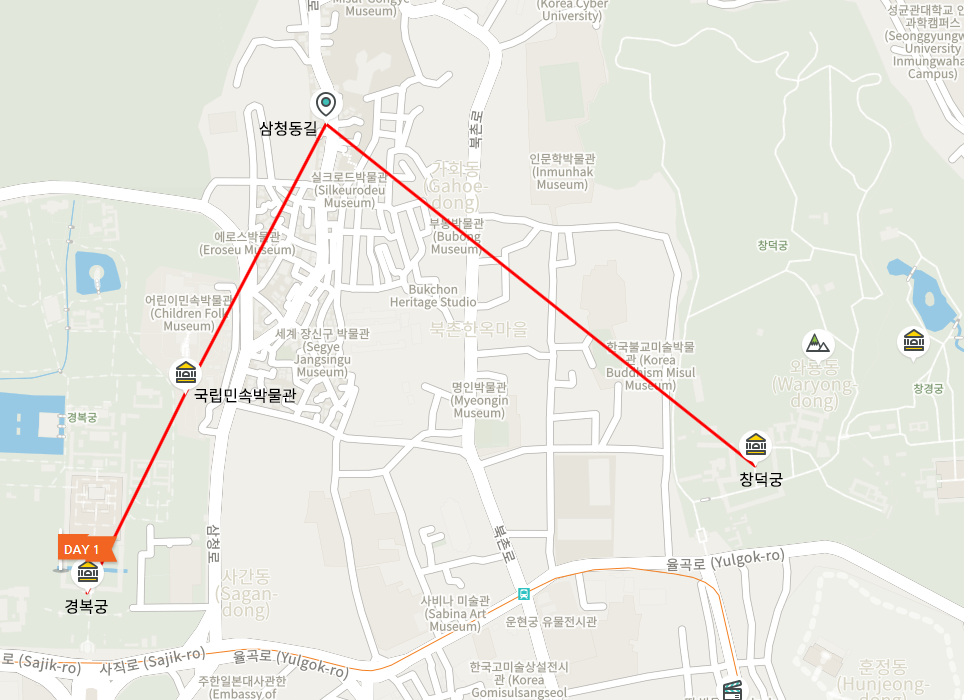 Misul-Gongye
Museum)
(Korea Cyber
University)
성균관대학교 인
과학캠퍼스
(Seonggyungw
University
Inmungwaha
Campus)
로
삼청동길
북촌로
가회동
(Gahoe-
dong)
인문학박물관
(Inmunhak
Museum)
실크로드박물관
(Silkeurodeu
Museum)
부엉박물관
(Bubong
Museum)
에로스박물관
(Eroseu Museum)
창덕궁
어린이민속박물관
(Children Folk
Museum)
Bukchon
Heritage Studio
북촌한옥마을
세계 장신구 박물관
(Segye
Jangsingu
Museum)
한국불교미술박물
관 (Korea
Buddhism Misul
Museum)
와룡동
(Waryong-
dong)
창경궁
국립민속박물관
명인박물관
(Myeongin
Museum)
경복궁
창덕궁
삼청로
북촌로
DAY 1
경복궁
사간동
(Sagan-
dong)
율곡로 (Yulgok-ro)
사비나 미술관
(Sabina Art
Museum)
운현궁 유물전시관
로 (Sajik-ro)
사직로 (Sajik-ro)
율곡로 (Yulgok-ro)
주한일본대사관
(Embassy of
한국고미술상설전시
관 (Korea
Gomisulsangseol
훈정동
(Hunjeong-
dong)